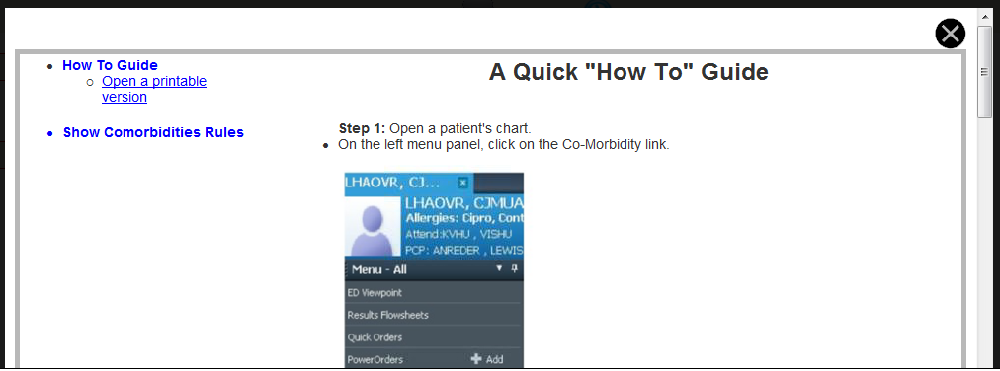 How To Guide
Open a printable
version
Show Comorbidities Rules
A Quick "How To" Guide
Step 1: Open a patient's chart.
On the left menu panel, click on the Co-Morbidity link.
LHAOVR, CJ...
LHAOVR, CJMUA
Allergies: Cipro, Cont
Attend:KVHU , VISHU
PCP: ANREDER , LEWIS
Menu - All
ED Viewpoint
Results Flowsheets
Quick Orders
PowerOrders
Add